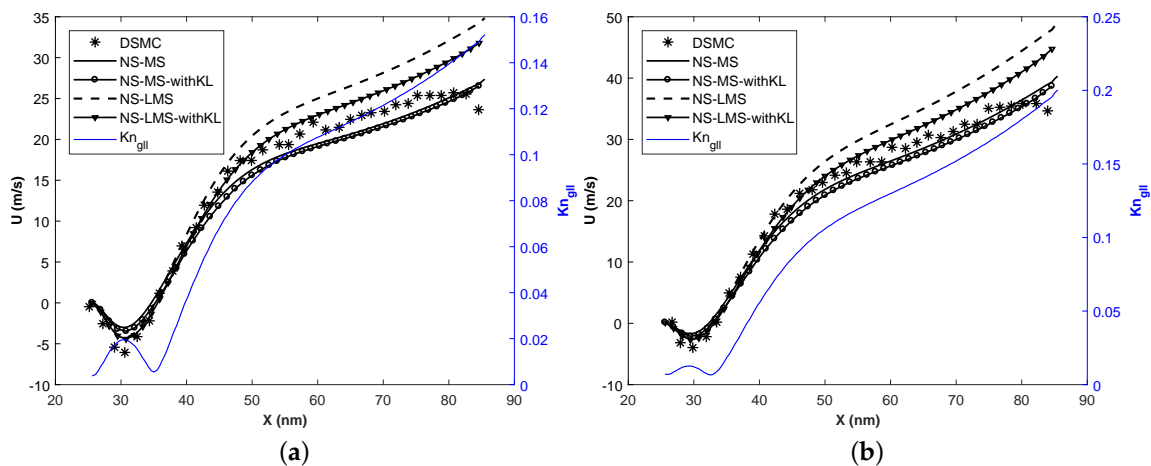 35
30
25
20
15
10
5
0
-5
-10
U (m/s)
DSMC
NS-MS
NS-MS-withKL
NS-LMS
NS-LMS-withKL
Kn_gll
0.16
0.14
0.12
0.1
0.08
0.06
0.04
0.02
0
Kn_gll
20 30 40 50 60 70 80 90
X (nm)
(a)
50
40
30
20
10
0
-10
U (m/s)
DSMC
NS-MS
NS-MS-withKL
NS-LMS
NS-LMS-withKL
Kn_gll
0.25
0.2
0.15
0.1
0.05
0
Kn_gll
20 30 40 50 60 70 80 90
X (nm)
(b)